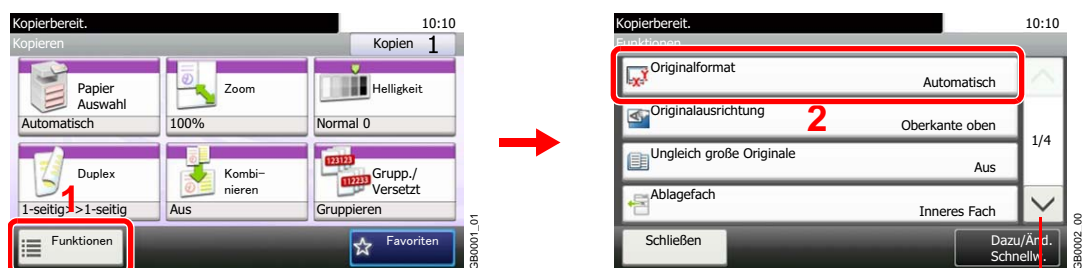 Kopierbereit.
10:10
Kopieren
Kopien 1
Papier
Auswahl
Automatisch
Zoom
100%
Helligkeit
Normal 0
Duplex
1-seitig>>1-seitig
Kombi-
nieren
Aus
123123
112233
Grupp./
Versetzt
Gruppieren
1
Funktionen
Favoriten
GB0001_01
Kopierbereit.
10:10
Funktionen
Originalformat
Automatisch
Originalausrichtung
Oberkante oben
2
Ungleich große Originale
Aus
Ablagefach
Inneres Fach
1/4
Schließen
Dazu/Änd.
Schnellw.
GB0002_00